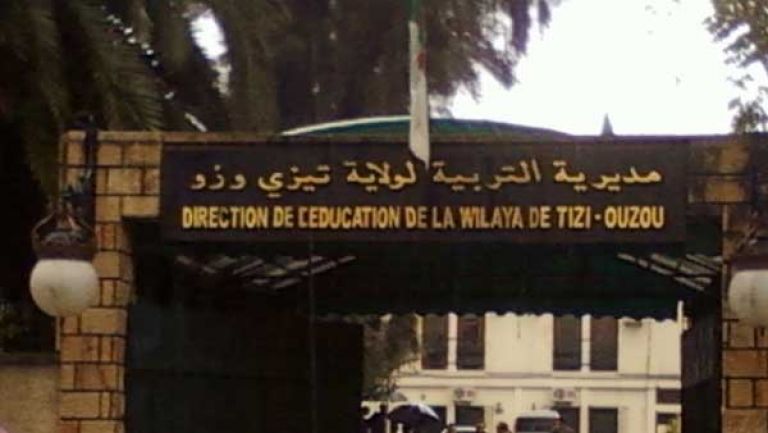 مديرية التربية لولاية تيزي وزو
DIRECTION DE L'EDUCATION DE LA WILAYA DE TIZI - OUZOU